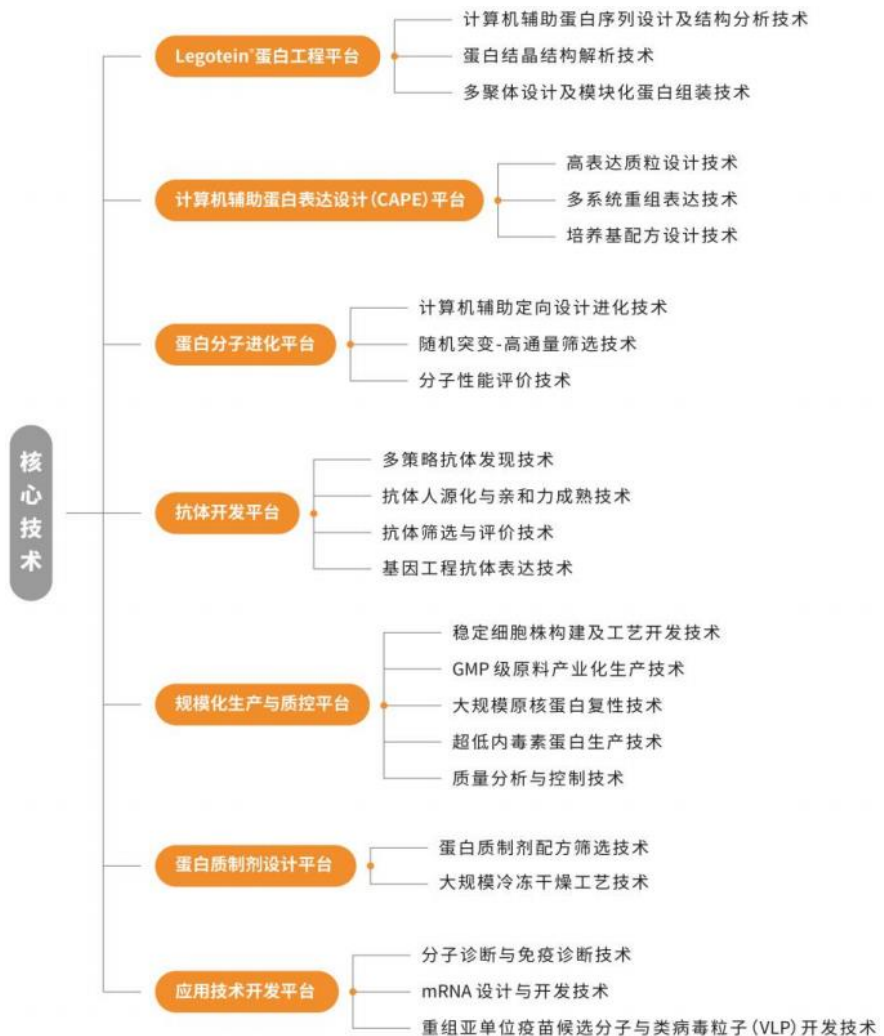 核心技术
Legotein®蛋白工程平台
计算机辅助蛋白序列设计及结构分析技术
蛋白结晶结构解析技术
多聚体设计及模块化蛋白组装技术
计算机辅助蛋白表达设计(CAPE)平台
高表达质粒设计技术
多系统重组表达技术
培养基配方设计技术
蛋白分子进化平台
计算机辅助定向设计进化技术
随机突变-高通量筛选技术
分子性能评价技术
抗体开发平台
多策略抗体发现技术
抗体人源化与亲和力成熟技术
抗体筛选与评价技术
基因工程抗体表达技术
规模化生产与质控平台
稳定细胞株构建及工艺开发技术
GMP 级原料产业化生产技术
大规模原核蛋白复性技术
超低内毒素蛋白生产技术
质量分析与控制技术
蛋白质制剂设计平台
蛋白质制剂配方筛选技术
大规模冷冻干燥工艺技术
应用技术开发平台
分子诊断与免疫诊断技术
mRNA 设计与开发技术
重组亚单位疫苗候选分子与类病毒粒子(VLP)开发技术